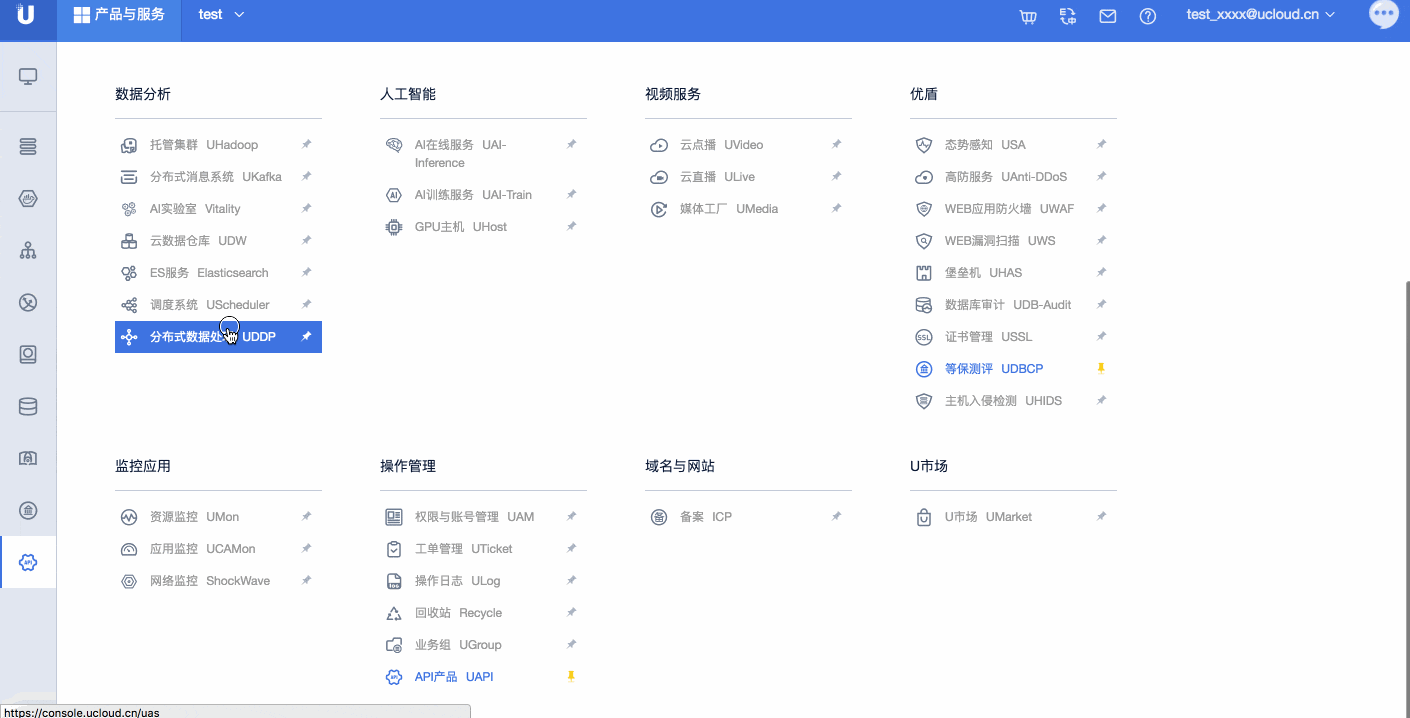 U
产品与服务
test
test_xxxx@ucloud.cn
数据分析
托管集群 UHadoop
分布式消息系统 UKafka
AI实验室 Vitality
云数据仓库 UDW
ES服务 Elasticsearch
调度系统 UScheduler
分布式数据处 UDDP
人工智能
AI在线服务 UAI-
Inference
AI训练服务 UAI-Train
GPU主机 UHost
视频服务
云点播 UVideo
云直播 ULive
媒体工厂 UMedia
优盾
态势感知 USA
高防服务 UAnti-DDoS
WEB应用防火墙 UWAF
WEB漏洞扫描 UWS
堡垒机 UHAS
数据库审计 UDB-Audit
SSL
证书管理 USSL
等保测评 UDBCP
主机入侵检测 UHIDS
监控应用
资源监控 UMon
应用监控 UCAMon
网络监控 ShockWave
操作管理
权限与账号管理 UAM
工单管理 UTicket
操作日志 ULog
回收站 Recycle
业务组 UGroup
API产品 UAPI
域名与网站
备案 ICP
U市场
U市场 UMarket
https://console.ucloud.cn/uas